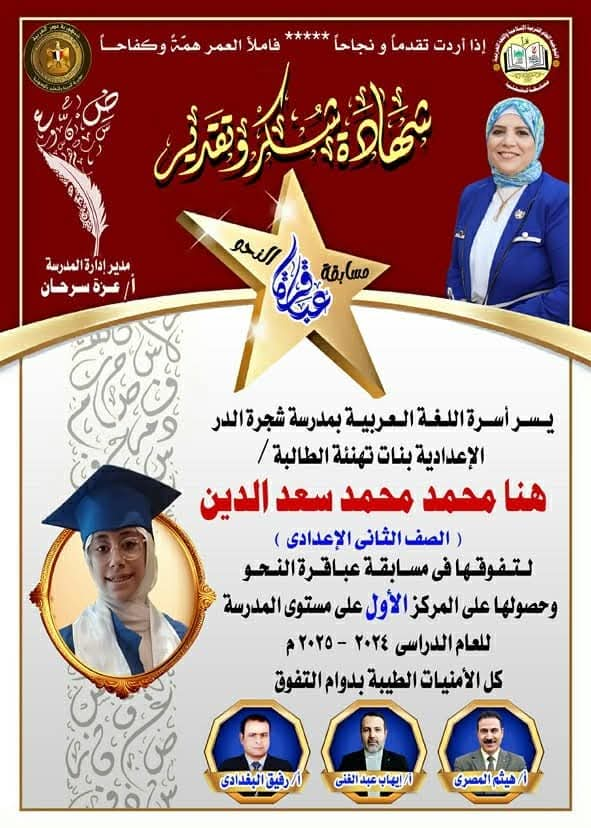 إذا أردت تقدماً و نجاحاً ***** فاملأ العمر همّةً وكفاحاً
شهادة شكر وتقدير
مسابقة عباقرة النحو
مدير إدارة المدرسة
أ/ عزة سرحان
يسر أسرة اللغة العربية بمدرسة شجرة الدر
الإعدادية بنات تهنئة الطالبة /
هنا محمد محمد سعد الدين
( الصف الثانى الإعدادى )
لتفوقها فى مسابقة عباقرة النحو
وحصولها على المركز الأول على مستوى المدرسة
للعام الدراسى ٢٠٢٤ - ٢٠٢٥ م
كل الأمنيات الطيبة بدوام التفوق
أ/ هيثم المصرى
أ/ إيهاب عبد الغنى
أ/ رفيق البغدادى